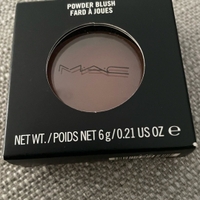 POWDER BLUSH
FARD À JOUES
MAC
NET WT./ POIDS NET 6 g / 0.21 US OZ e